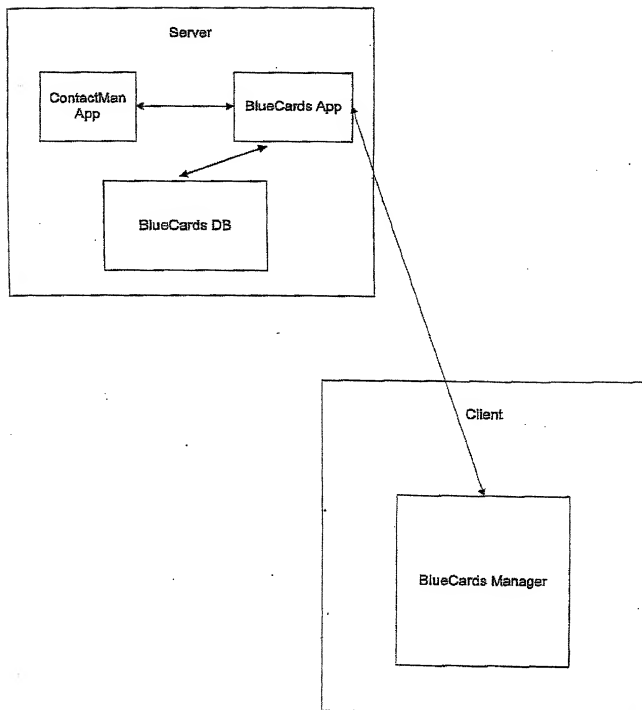 Server
ContactMan
App
BlueCards App
BlueCards DB
Client
BlueCards Manager